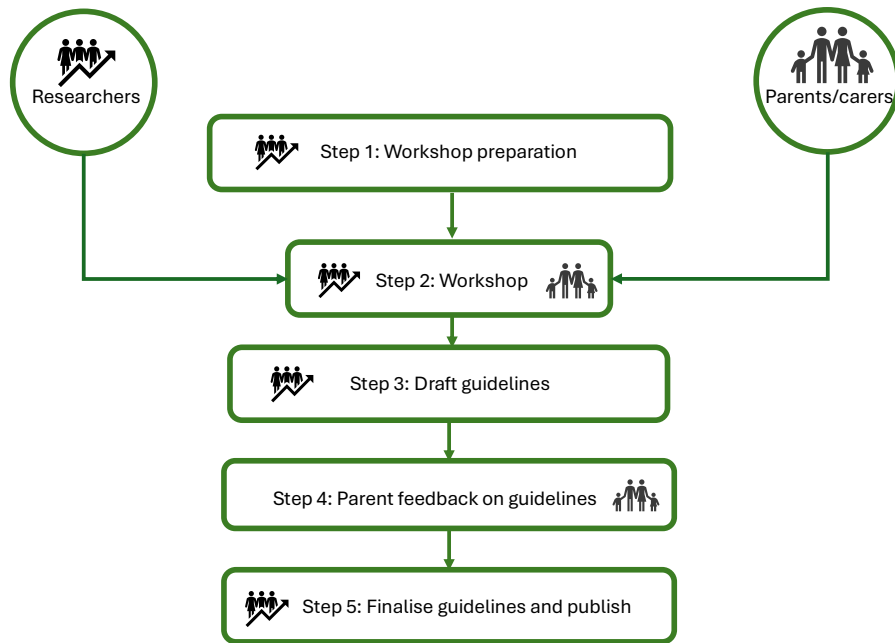 Researchers
Parents/carers
Step 1: Workshop preparation
Step 2: Workshop
Step 3: Draft guidelines
Step 4: Parent feedback on guidelines
Step 5: Finalise guidelines and publish